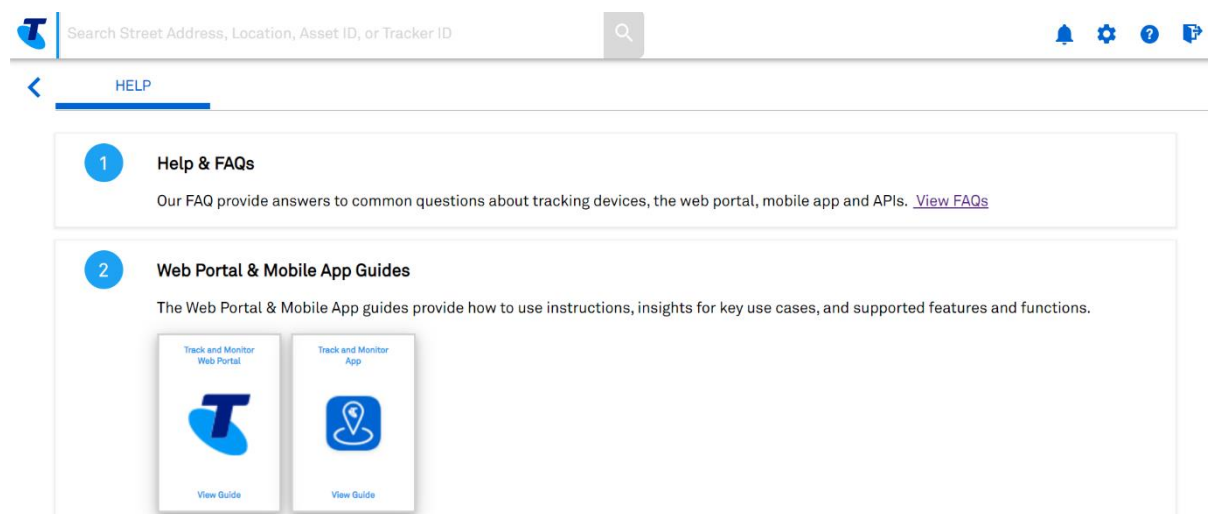 Search Street Address, Location, Asset ID, or Tracker ID
HELP
1
Help & FAQs
Our FAQ provide answers to common questions about tracking devices, the web portal, mobile app and APIs. View FAQs
2
Web Portal & Mobile App Guides
The Web Portal & Mobile App guides provide how to use instructions, insights for key use cases, and supported features and functions.
Track and Monitor
Web Portal
View Guide
Track and Monitor
App
View Guide